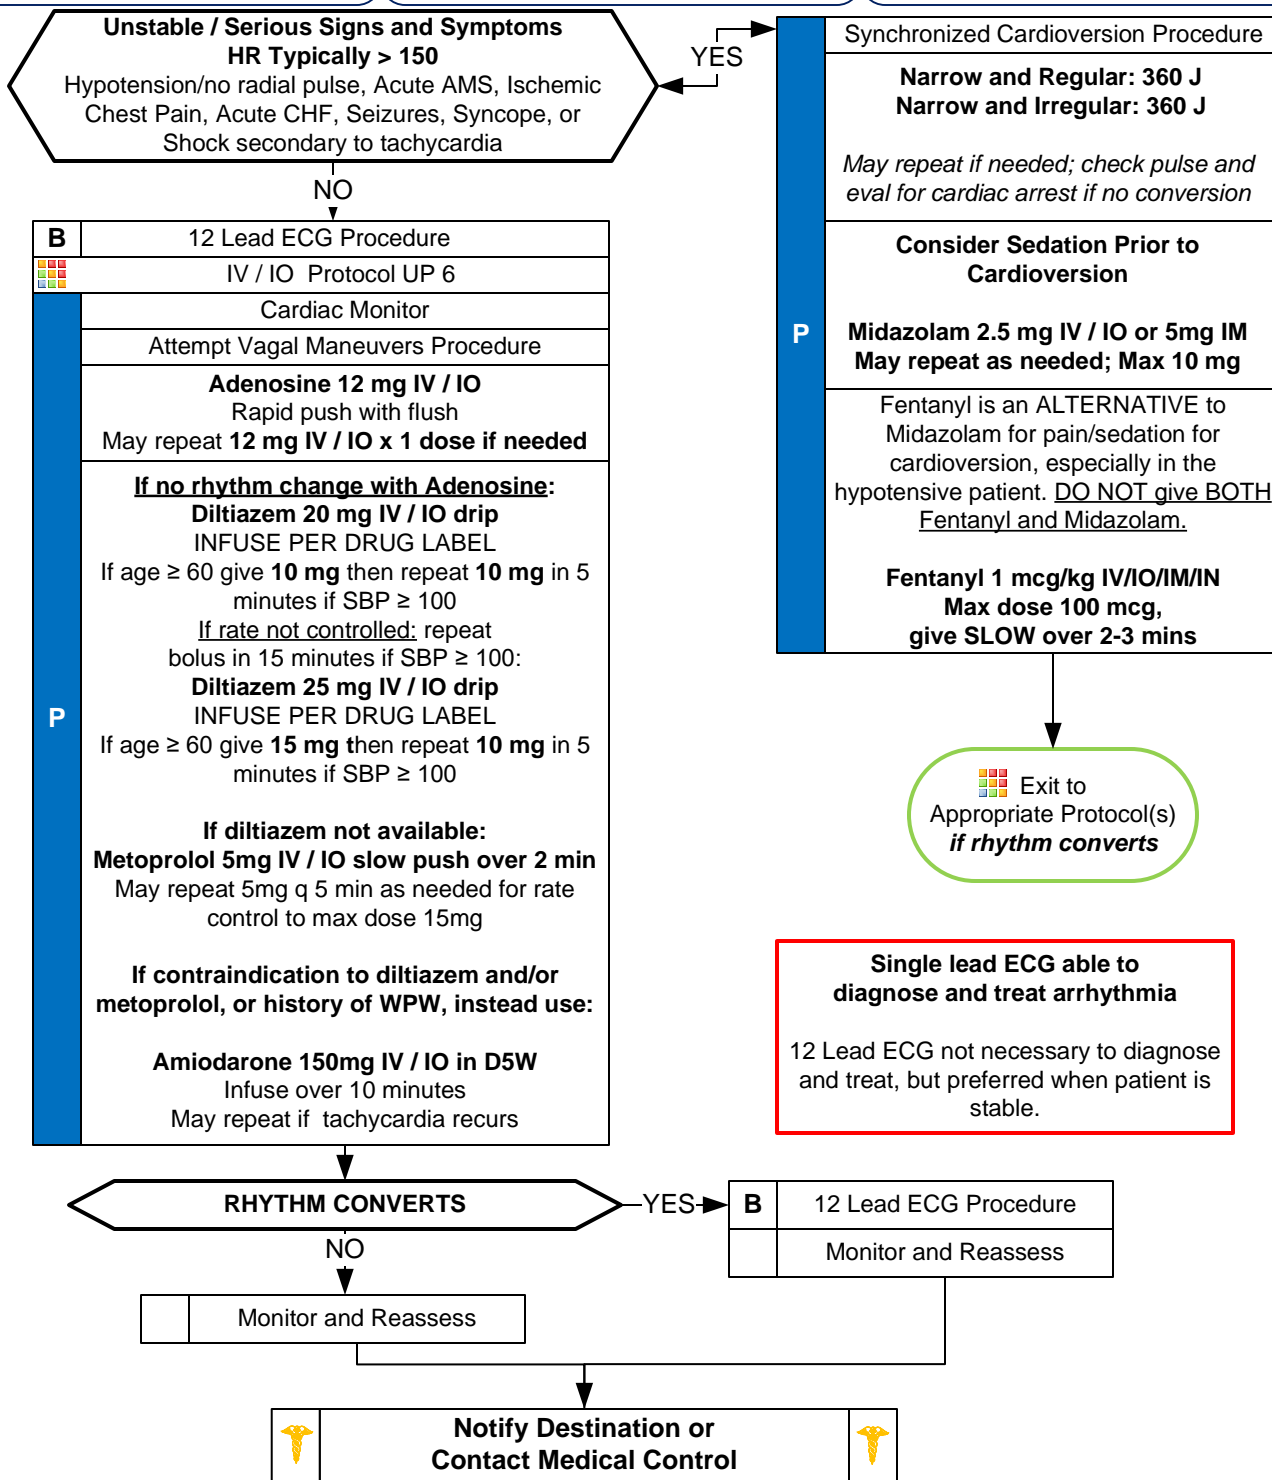 Unstable / Serious Signs and Symptoms
HR Typically > 150
Hypotension/no radial pulse, Acute AMS, Ischemic
Chest Pain, Acute CHF, Seizures, Syncope, or
Shock secondary to tachycardia
YES
NO
B
12 Lead ECG Procedure
IV / IO Protocol UP 6
P
Cardiac Monitor
Attempt Vagal Maneuvers Procedure
Adenosine 12 mg IV / IO
Rapid push with flush
May repeat 12 mg IV / IO x 1 dose if needed
If no rhythm change with Adenosine:
Diltiazem 20 mg IV / IO drip
INFUSE PER DRUG LABEL
If age ≥ 60 give 10 mg then repeat 10 mg in 5
minutes if SBP ≥ 100
If rate not controlled: repeat
bolus in 15 minutes if SBP ≥ 100:
Diltiazem 25 mg IV / IO drip
INFUSE PER DRUG LABEL
If age ≥ 60 give 15 mg then repeat 10 mg in 5
minutes if SBP ≥ 100
If diltiazem not available:
Metoprolol 5mg IV / IO slow push over 2 min
May repeat 5mg q 5 min as needed for rate
control to max dose 15mg
If contraindication to diltiazem and/or
metoprolol, or history of WPW, instead use:
Amiodarone 150mg IV / IO in D5W
Infuse over 10 minutes
May repeat if tachycardia recurs
P
Synchronized Cardioversion Procedure
Narrow and Regular: 360 J
Narrow and Irregular: 360 J
May repeat if needed; check pulse and
eval for cardiac arrest if no conversion
Consider Sedation Prior to
Cardioversion
Midazolam 2.5 mg IV / IO or 5mg IM
May repeat as needed; Max 10 mg
Fentanyl is an ALTERNATIVE to
Midazolam for pain/sedation for
cardioversion, especially in the
hypotensive patient. DO NOT give BOTH
Fentanyl and Midazolam.
Fentanyl 1 mcg/kg IV/IO/IM/IN
Max dose 100 mcg,
give SLOW over 2-3 mins
Exit to
Appropriate Protocol(s)
if rhythm converts
Single lead ECG able to
diagnose and treat arrhythmia
12 Lead ECG not necessary to diagnose
and treat, but preferred when patient is
stable.
RHYTHM CONVERTS
YES
B
12 Lead ECG Procedure
Monitor and Reassess
NO
Monitor and Reassess
Notify Destination or
Contact Medical Control